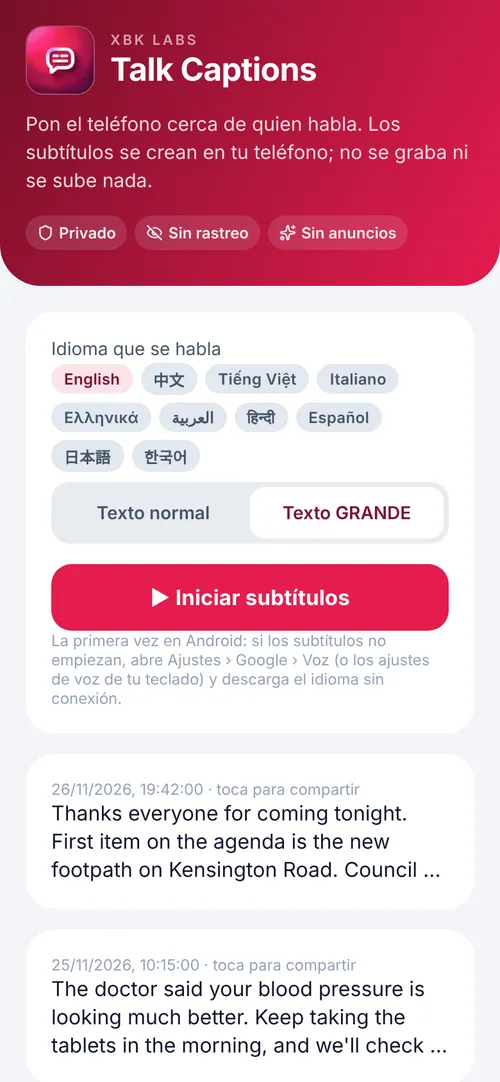 XBK LABS
Talk Captions
Pon el teléfono cerca de quien habla. Los
subtítulos se crean en tu teléfono; no se graba ni
se sube nada.
Privado
Sin rastreo
Sin anuncios
Idioma que se habla
English
中文
Tiếng Việt
Italiano
Ελληνικά
العربية
हिन्दी
Español
日本語
한국어
Texto normal
Texto GRANDE
▶ Iniciar subtítulos
La primera vez en Android: si los subtítulos no
empiezan, abre Ajustes › Google › Voz (o los ajustes
de voz de tu teclado) y descarga el idioma sin
conexión.
26/11/2026, 19:42:00 · toca para compartir
Thanks everyone for coming tonight.
First item on the agenda is the new
footpath on Kensington Road. Council ...
25/11/2026, 10:15:00 · toca para compartir
The doctor said your blood pressure is
looking much better. Keep taking the
tablets in the morning, and we'll check ...